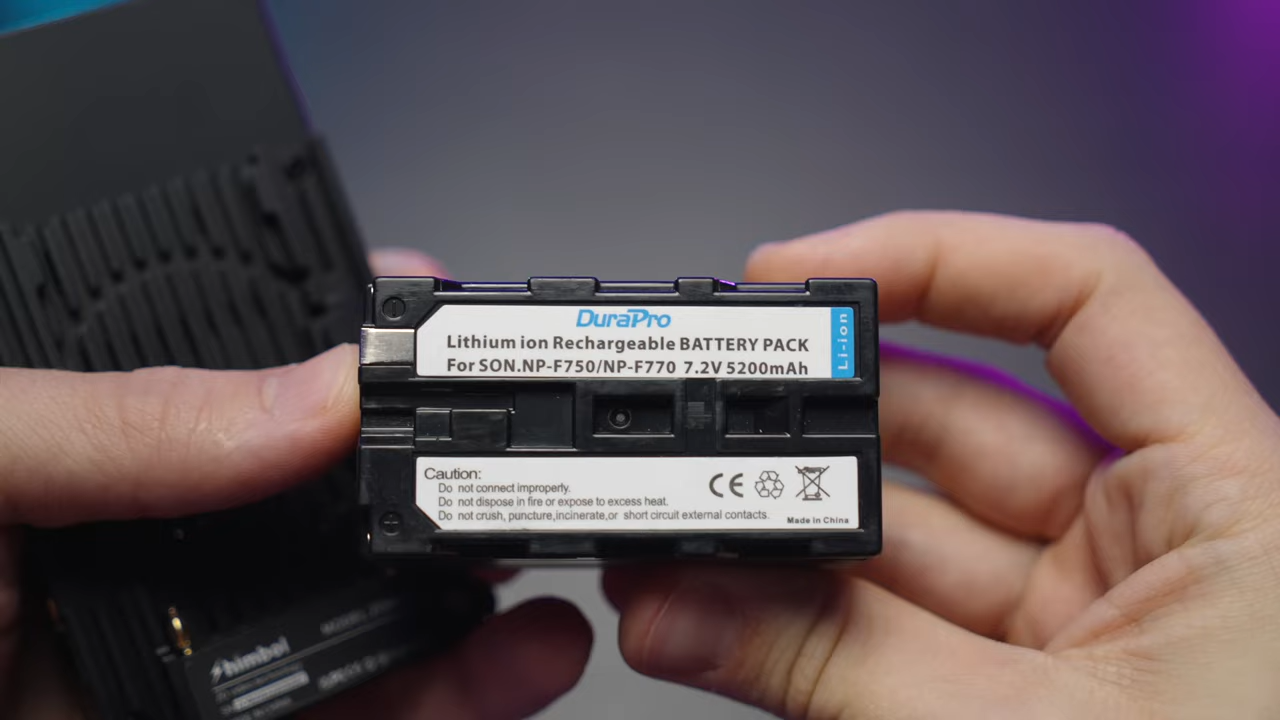 DuraPro
Lithium ion Rechargeable BATTERY PACK
For SON.NP-F750/NP-F770 7.2V 5200mAh
Li-ion
Caution:
Do not connect improperly.
Do not dispose in fire or expose to excess heat.
Do not crush, puncture,incinerate,or short circuit external contacts.
CE
Made in China
Shimbol